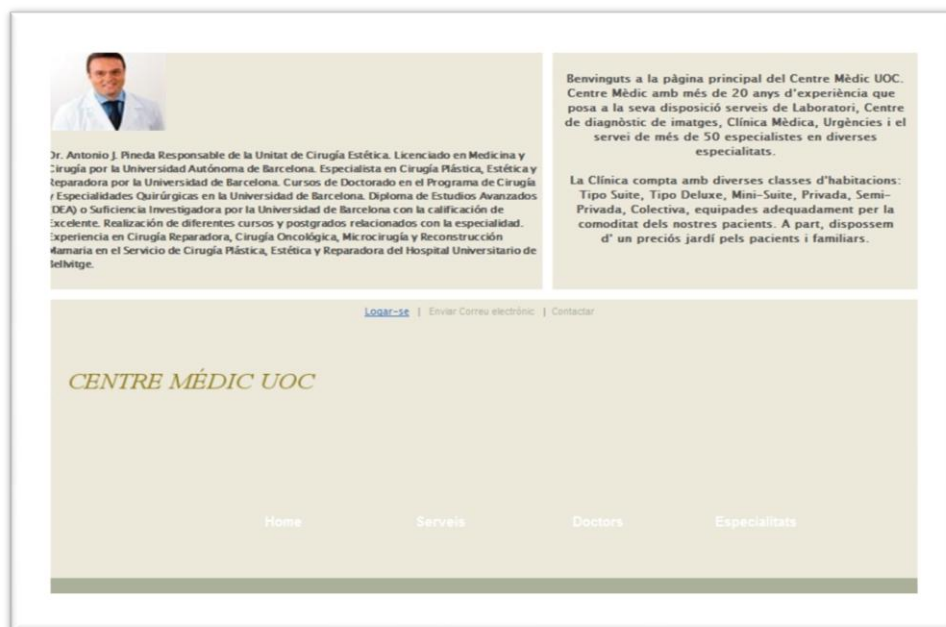 Dr. Antonio J. Pineda Responsable de la Unitat de Cirugía Estética. Licenciado en Medicina y
Cirugía por la Universidad Autónoma de Barcelona. Especialista en Cirugía Plástica, Estética y
Reparadora por la Universidad de Barcelona. Cursos de Doctorado en el Programa de Cirugía
y Especialidades Quirúrgicas en la Universidad de Barcelona. Diploma de Estudios Avanzados
(DEA) o Suficiencia Investigadora por la Universidad de Barcelona con la calificación de
Excelente. Realización de diferentes cursos y postgrados relacionados con la especialidad.
Experiencia en Cirugía Reparadora, Cirugía Oncológica, Microcirugía y Reconstrucción
Mamaria en el Servicio de Cirugía Plástica, Estética y Reparadora del Hospital Universitario de
Bellvitge.
Benvinguts a la pàgina principal del Centre Mèdic UOC.
Centre Mèdic amb més de 20 anys d'experiència que
posa a la seva disposició serveis de Laboratori, Centre
de diagnòstic de imatges, Clínica Mèdica, Urgències i el
servei de més de 50 especialistes en diverses
especialitats.
La Clínica compta amb diverses classes d'habitacions:
Tipo Suite, Tipo Deluxe, Mini-Suite, Privada, Semi-
Privada, Colectiva, equipades adequadament per la
comoditat dels nostres pacients. A part, dispossem
d' un preciós jardí pels pacients i familiars.
Logar-se | Enviar Correu electrònic | Contactar
CENTRE MÉDIC UOC
Home Serveis Doctors Especialitats